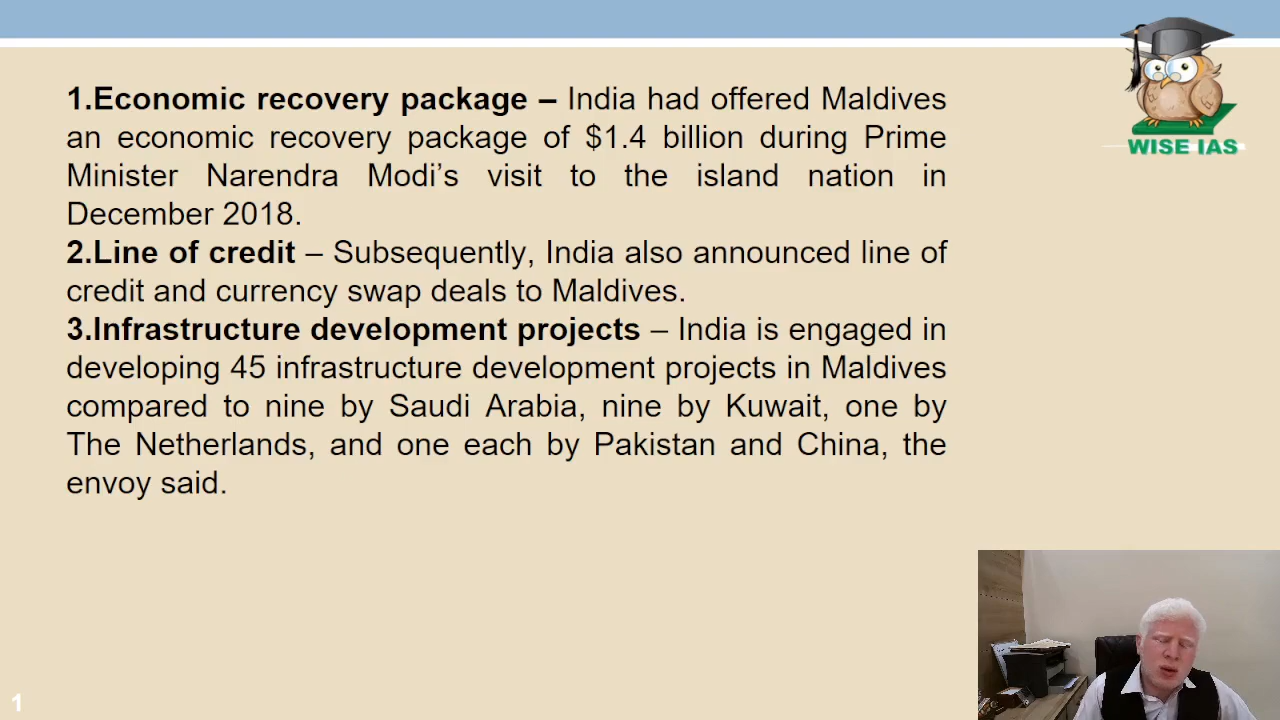 1.Economic recovery package – India had offered Maldives
an economic recovery package of $1.4 billion during Prime
Minister Narendra Modi’s visit to the island nation in
December 2018.
2.Line of credit – Subsequently, India also announced line of
credit and currency swap deals to Maldives.
3.Infrastructure development projects – India is engaged in
developing 45 infrastructure development projects in Maldives
compared to nine by Saudi Arabia, nine by Kuwait, one by
The Netherlands, and one each by Pakistan and China, the
envoy said.
WISE IAS
1